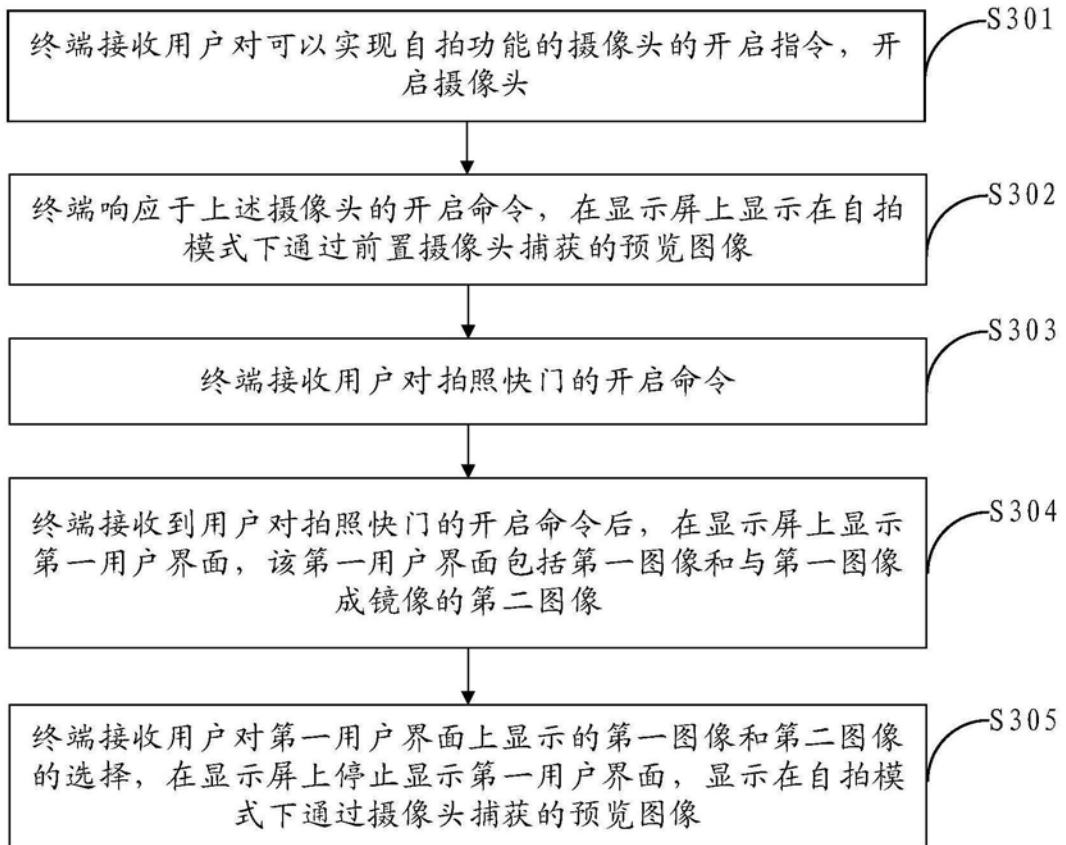 终端接收用户对可以实现自拍功能的摄像头的开启指令，开
启摄像头
S301
终端响应于上述摄像头的开启命令，在显示屏上显示在自拍
模式下通过前置摄像头捕获的预览图像
S302
终端接收用户对拍照快门的开启命令
S303
终端接收到用户对拍照快门的开启命令后，在显示屏上显示
第一用户界面，该第一用户界面包括第一图像和与第一图像
成镜像的第二图像
S304
终端接收用户对第一用户界面上显示的第一图像和第二图像
的选择，在显示屏上停止显示第一用户界面，显示在自拍模
式下通过摄像头捕获的预览图像
S305